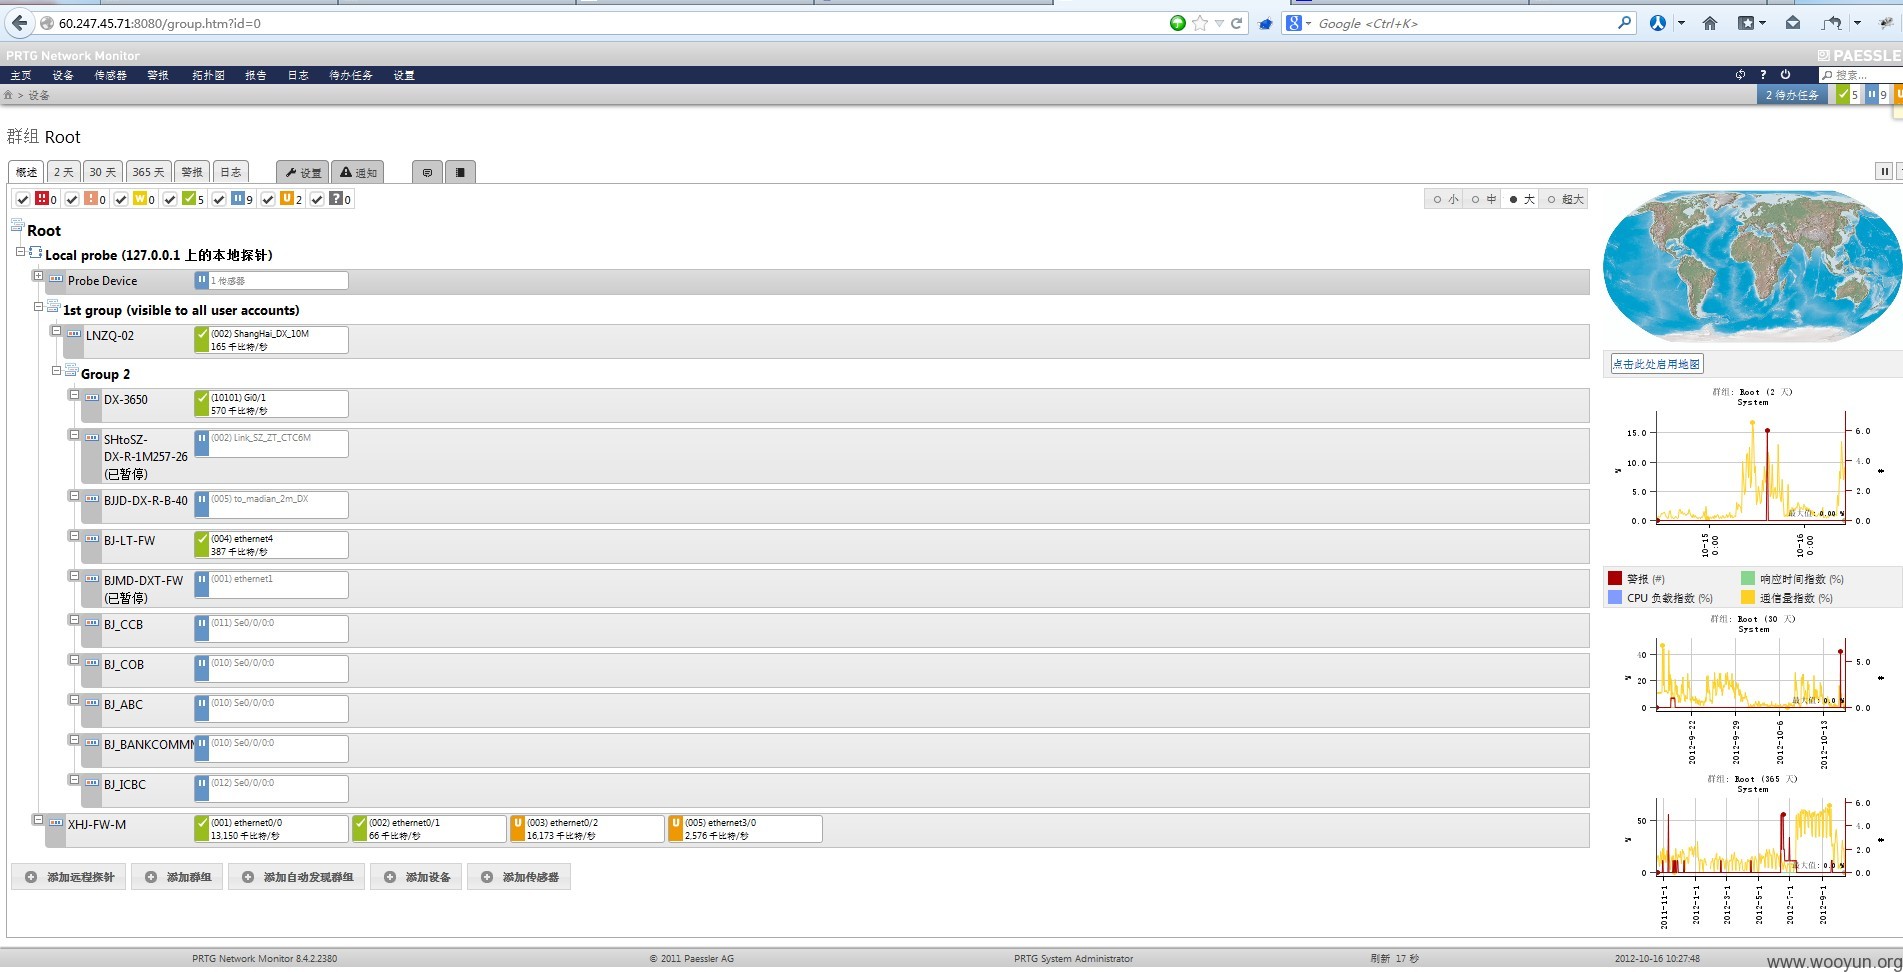 60.247.45.71:8080/group.htm?id=0
Google <Ctrl+K>
PRTG Network Monitor
PAESSLE
主页 设备 传感器 警报 拓扑图 报告 日志 待办任务 设置
搜索...
> 设备
2 待办任务 5 9 U
群组 Root
概述 2 天 30 天 365 天 警报 日志 设置 通知
!! 0 ! 0 W 0 5 9 U 2 ? 0
小 中 大 超大
Root
Local probe (127.0.0.1 上的本地探针)
Probe Device 1 传感器
1st group (visible to all user accounts)
LNZQ-02 (002) ShangHai_DX_10M
165 千比特/秒
Group 2
DX-3650 (10101) Gi0/1
570 千比特/秒
SHtoSZ-
DX-R-1M257-26
(已暂停)
(002) Link_SZ_ZT_CTC6M
BJJD-DX-R-B-40 (005) to_madian_2m_DX
BJ-LT-FW (004) ethernet4
387 千比特/秒
BJMD-DXT-FW
(已暂停)
(001) ethernet1
BJ_CCB (011) Se0/0/0:0
BJ_COB (010) Se0/0/0:0
BJ_ABC (010) Se0/0/0:0
BJ_BANKCOMM (010) Se0/0/0:0
BJ_ICBC (012) Se0/0/0:0
XHJ-FW-M (001) ethernet0/0 (002) ethernet0/1 U (003) ethernet0/2 U (005) ethernet3/0
13,150 千比特/秒 66 千比特/秒 16,173 千比特/秒 2,576 千比特/秒
添加远程探针 添加群组 添加自动发现群组 添加设备 添加传感器
点击此处启用地图
群组: Root (2 天)
System
15.0 6.0
10.0 4.0
% #
5.0 2.0
最大值: 0.00 %
0.0 0.0
10-15 0:00 10-16 0:00
警报 (#) 响应时间指数 (%)
CPU 负载指数 (%) 通信量指数 (%)
群组: Root (30 天)
System
40 5.0
% #
20
最大值: 0.0 %
0 0.0
2012-9-22 2012-9-29 2012-10-6 2012-10-13
群组: Root (365 天)
System
6.0
50 4.0
% #
2.0
最大值: 0.0 %
0 0.0
2011-11-1 2012-1-1 2012-3-1 2012-5-1 2012-7-1 2012-9-1
PRTG Network Monitor 8.4.2.2380 © 2011 Paessler AG PRTG System Administrator 刷新 17 秒 2012-10-16 10:27:48
www.wooyun.org